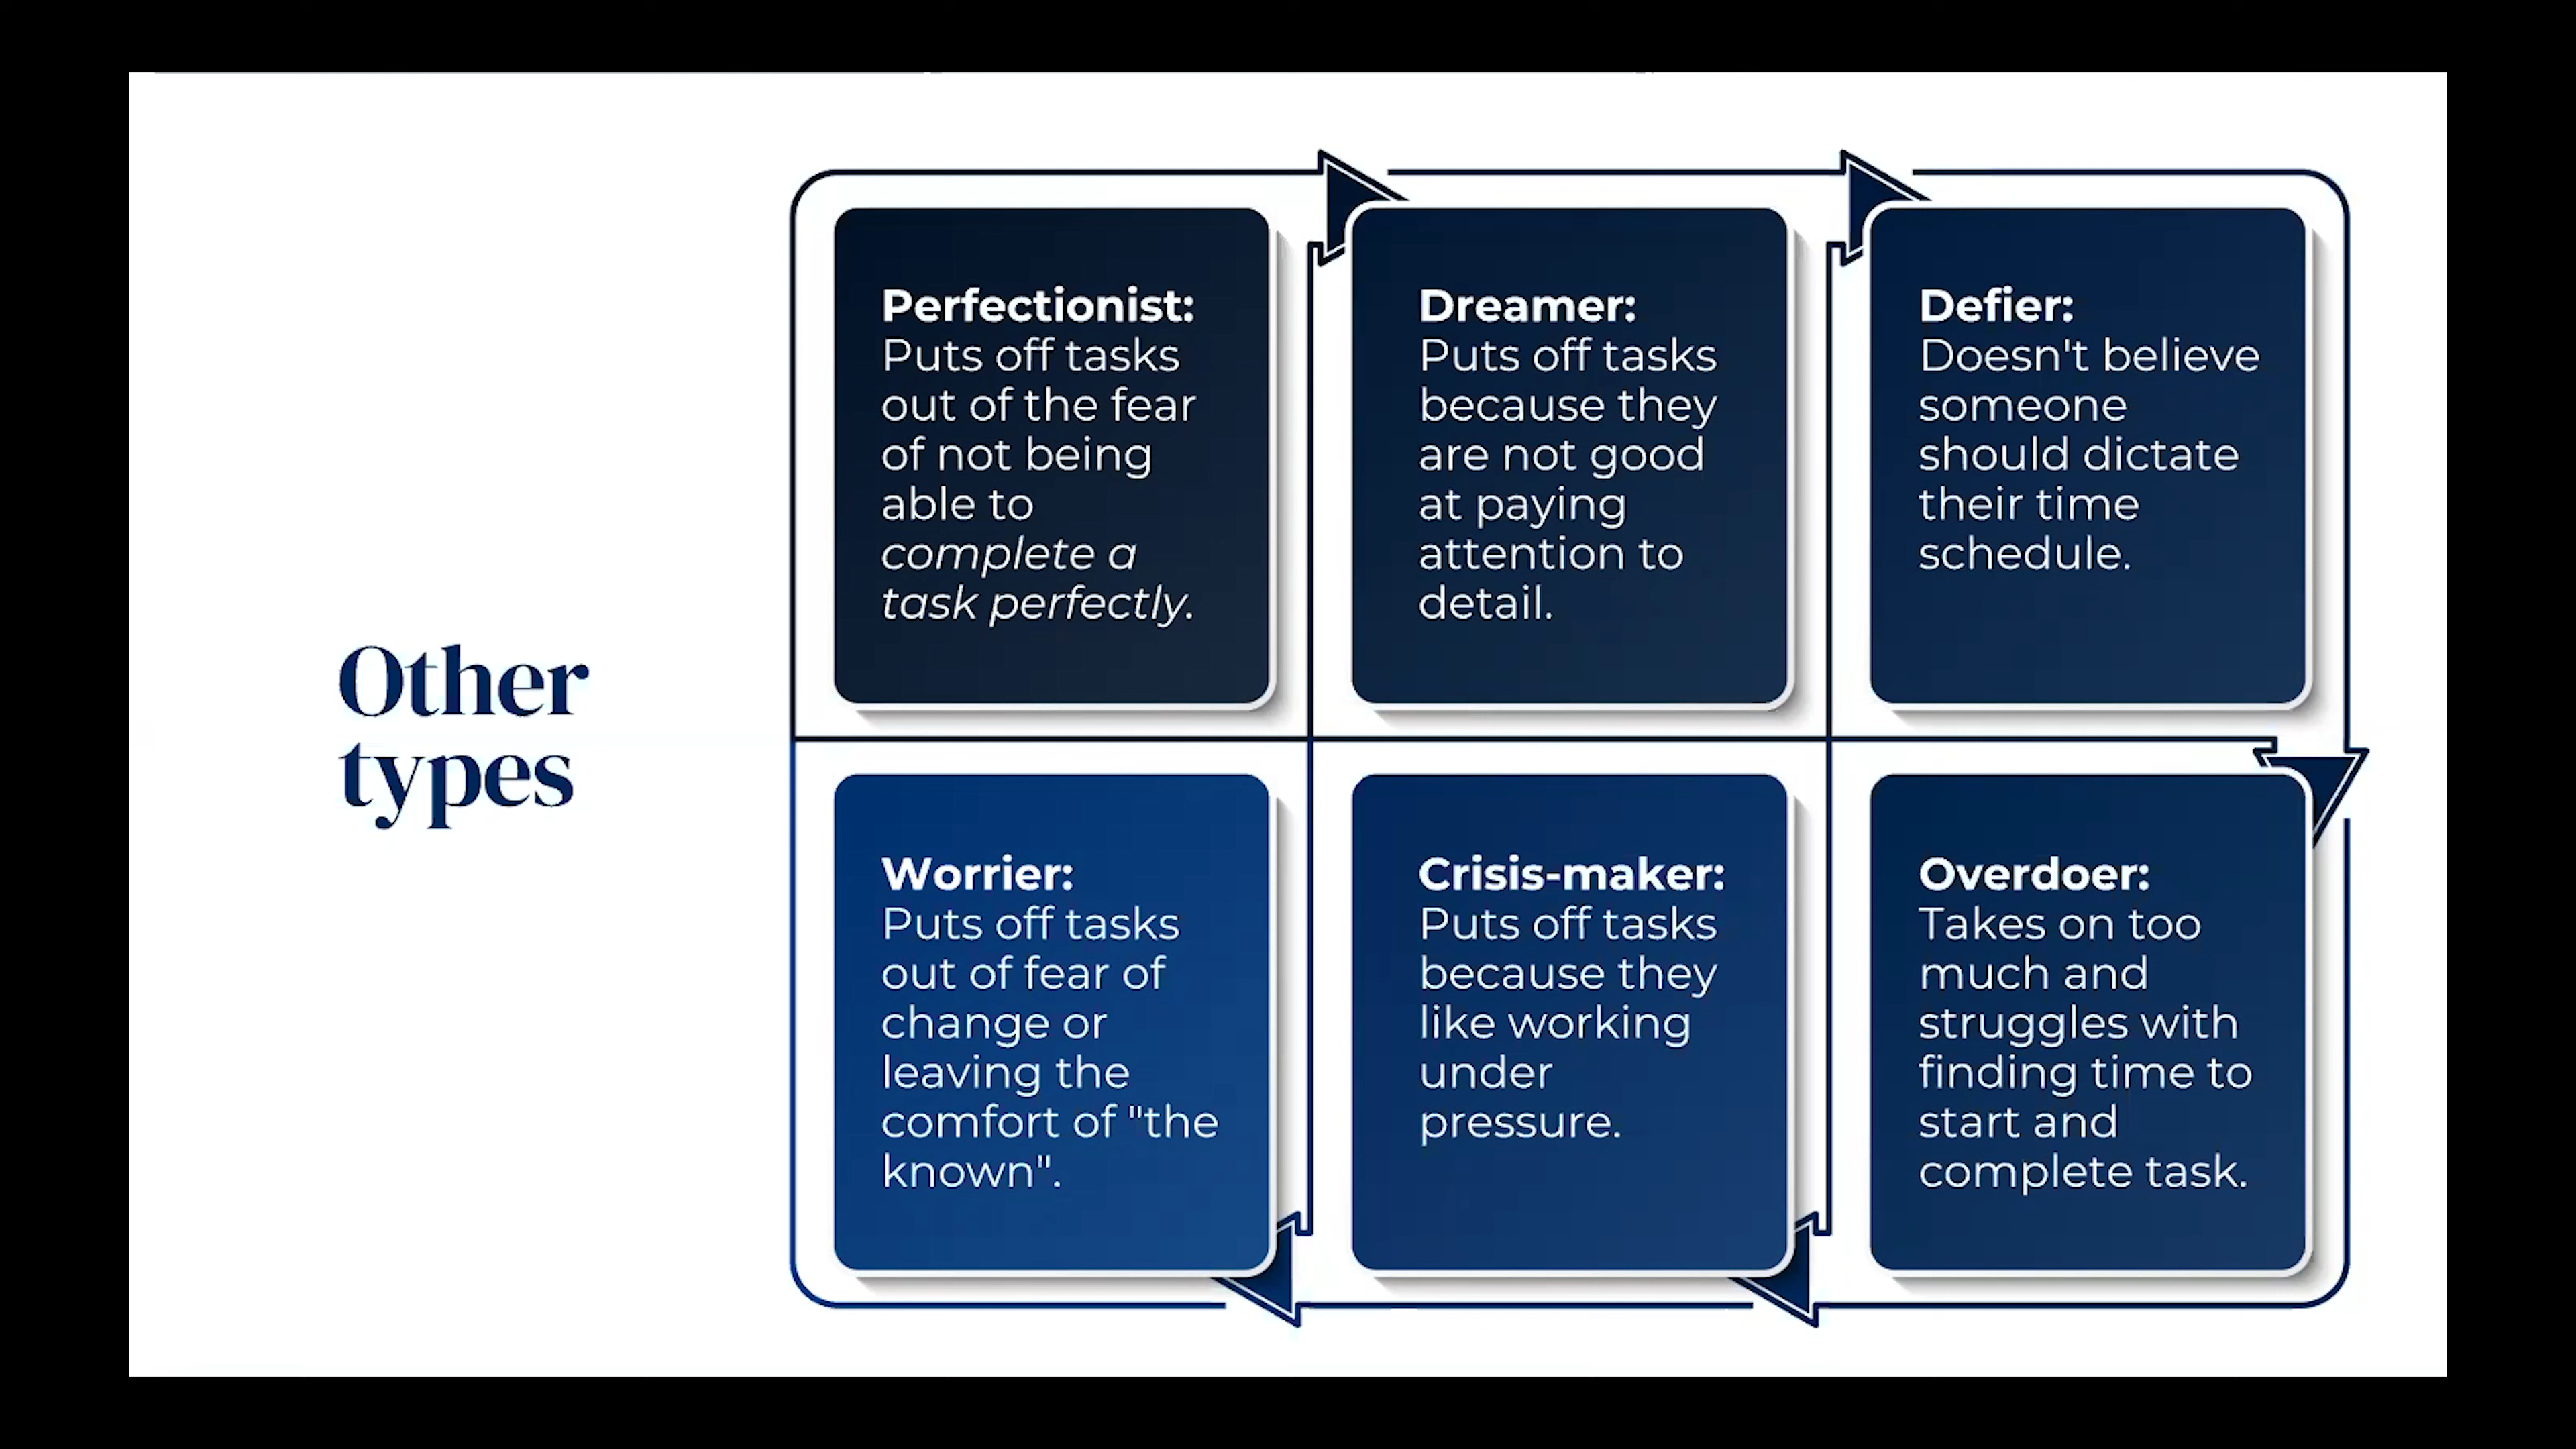 Other
types
Perfectionist:
Puts off tasks
out of the fear
of not being
able to
complete a
task perfectly.
Dreamer:
Puts off tasks
because they
are not good
at paying
attention to
detail.
Defier:
Doesn't believe
someone
should dictate
their time
schedule.
Overdoer:
Takes on too
much and
struggles with
finding time to
start and
complete task.
Crisis-maker:
Puts off tasks
because they
like working
under
pressure.
Worrier:
Puts off tasks
out of fear of
change or
leaving the
comfort of "the
known".